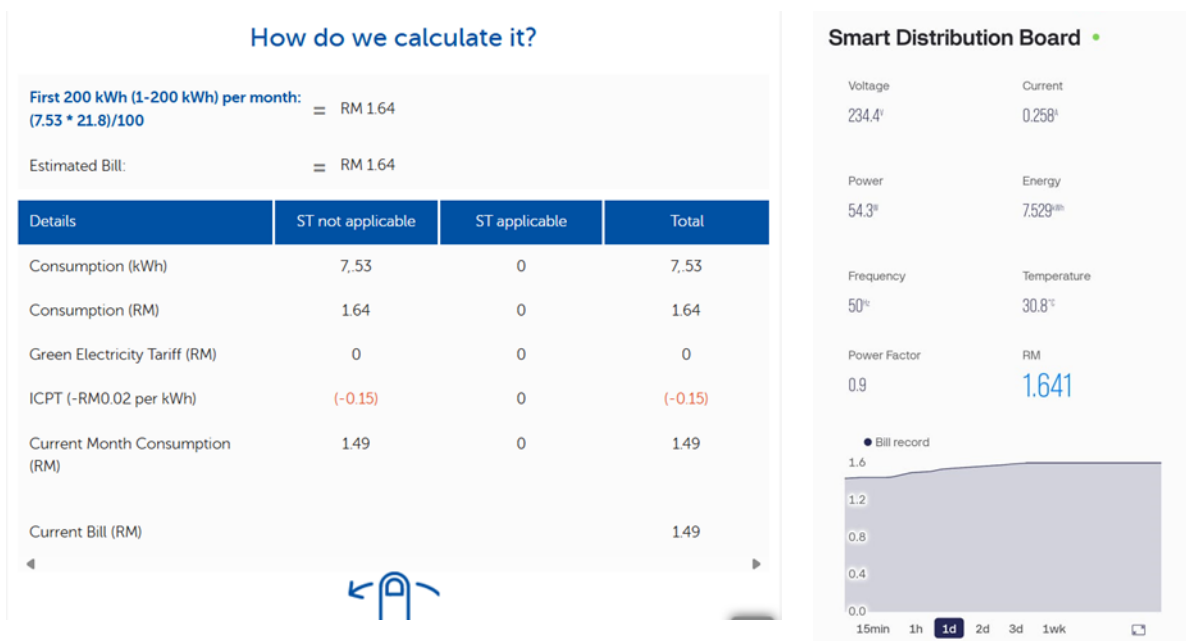 How do we calculate it?
First 200 kWh (1-200 kWh) per month:
(7.53 * 21.8)/100
= RM 1.64
Estimated Bill:
= RM 1.64
Details ST not applicable ST applicable Total
Consumption (kWh) 7,.53 0 7,.53
Consumption (RM) 1.64 0 1.64
Green Electricity Tariff (RM) 0 0 0
ICPT (-RM0.02 per kWh) (-0.15) 0 (-0.15)
Current Month Consumption
(RM)
1.49 0 1.49
Current Bill (RM) 1.49
Smart Distribution Board
Voltage Current
234.4V 0.258A
Power Energy
54.3W 7.529kWh
Frequency Temperature
50Hz 30.8°C
Power Factor RM
0.9 1.641
Bill record
1.6
1.2
0.8
0.4
0.0
15min 1h 1d 2d 3d 1wk